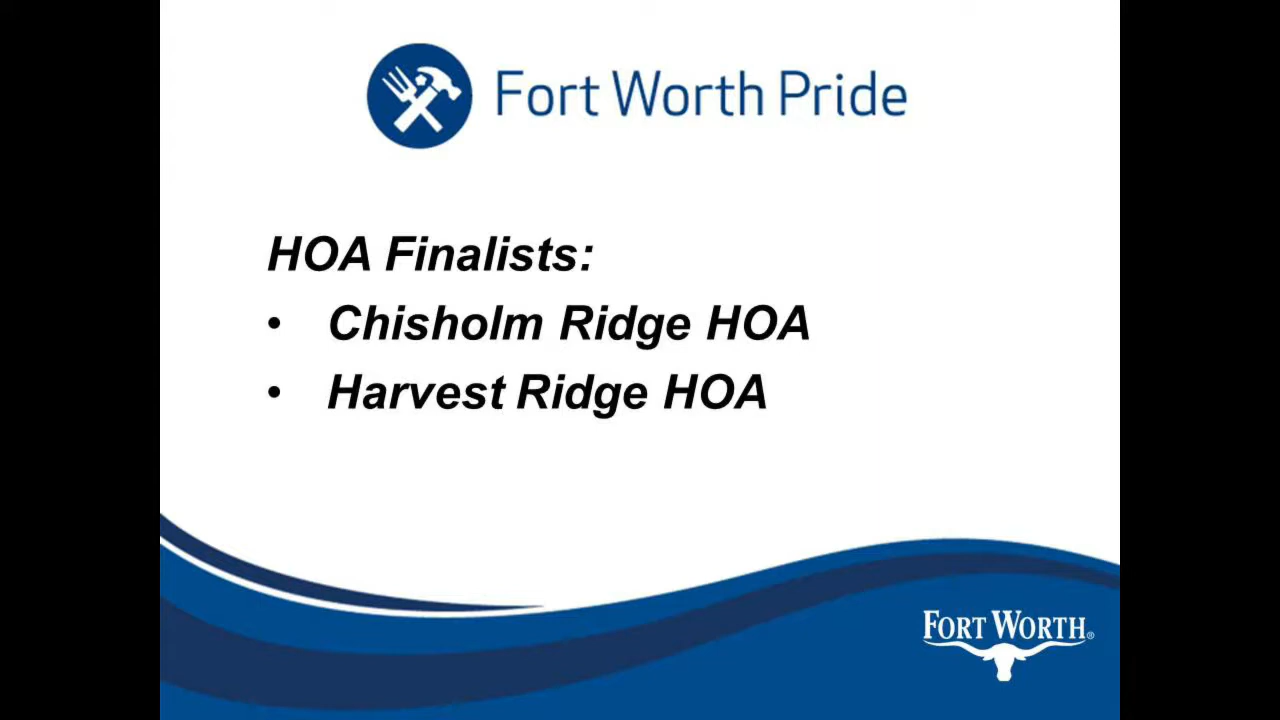 Fort Worth Pride
HOA Finalists:
• Chisholm Ridge HOA
• Harvest Ridge HOA
FORT WORTH®